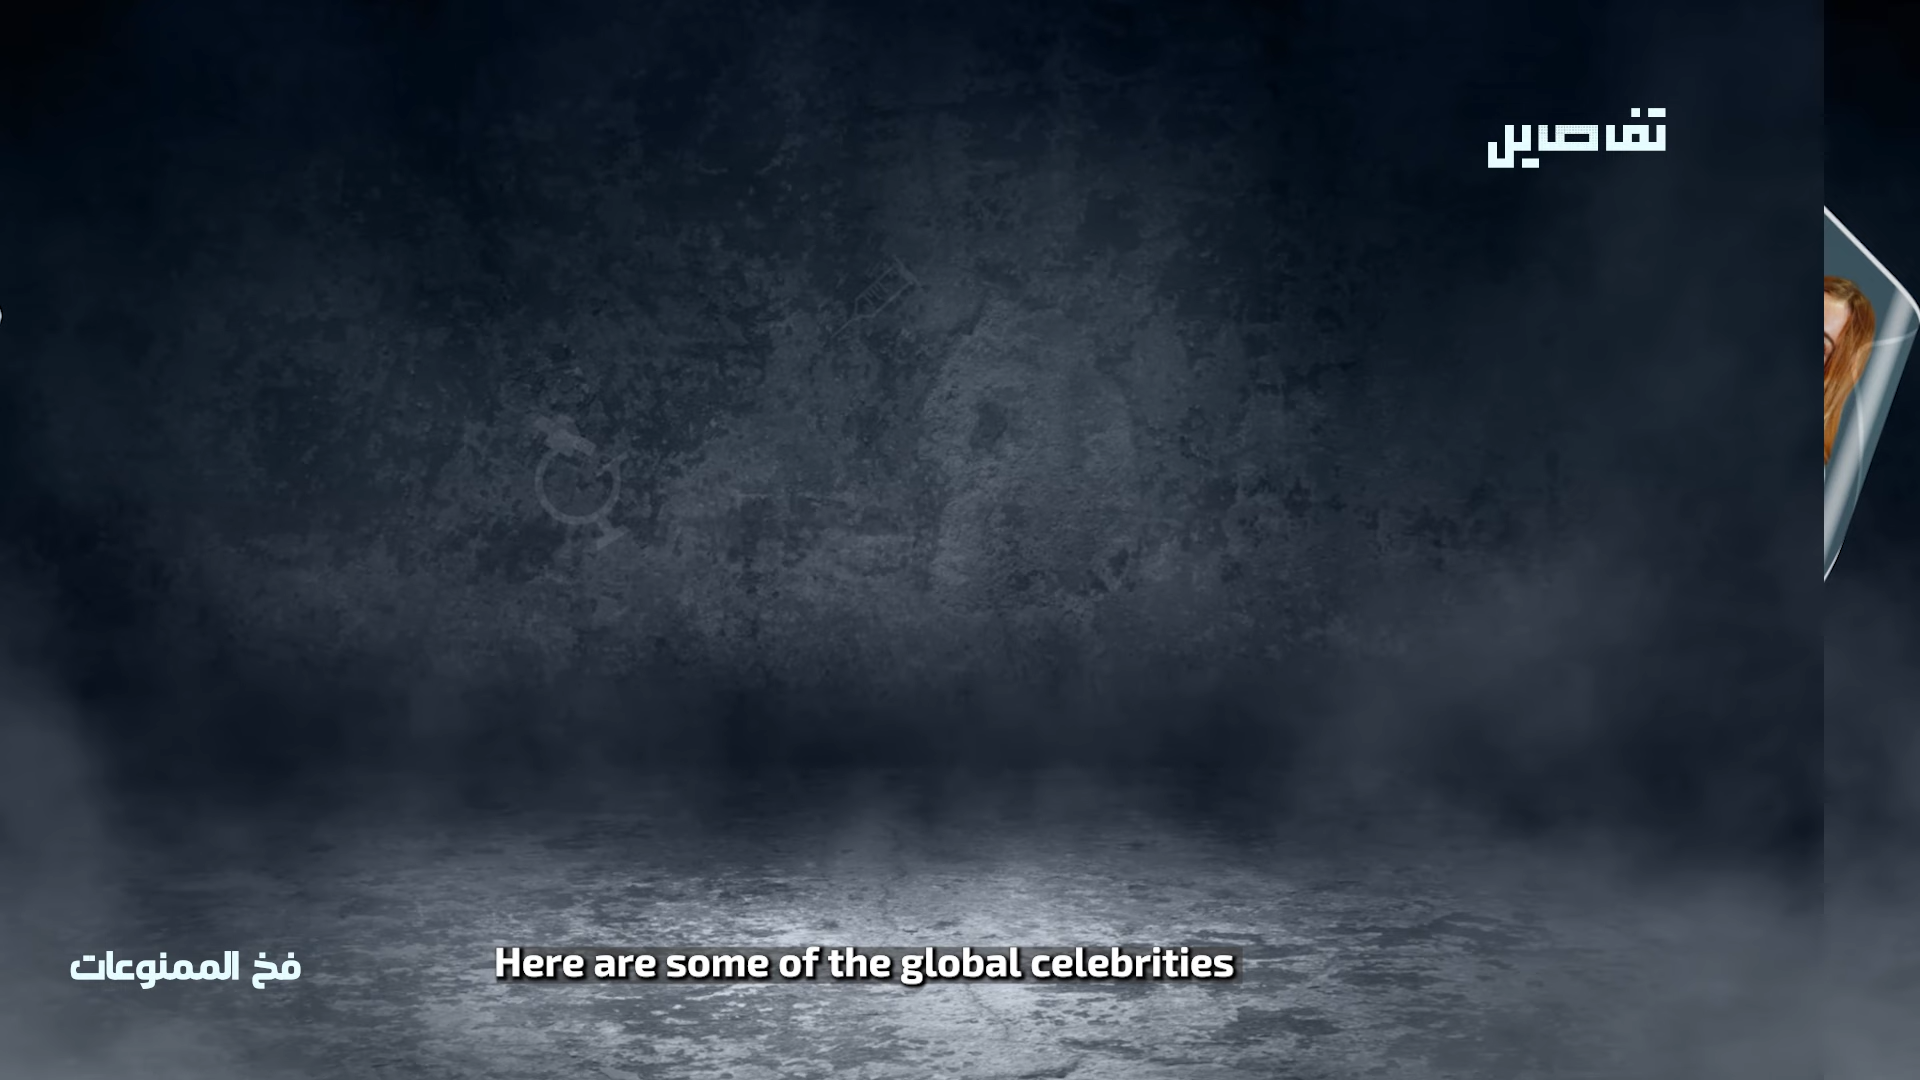 تفاصيل
Here are some of the global celebrities
فخ الممنوعات